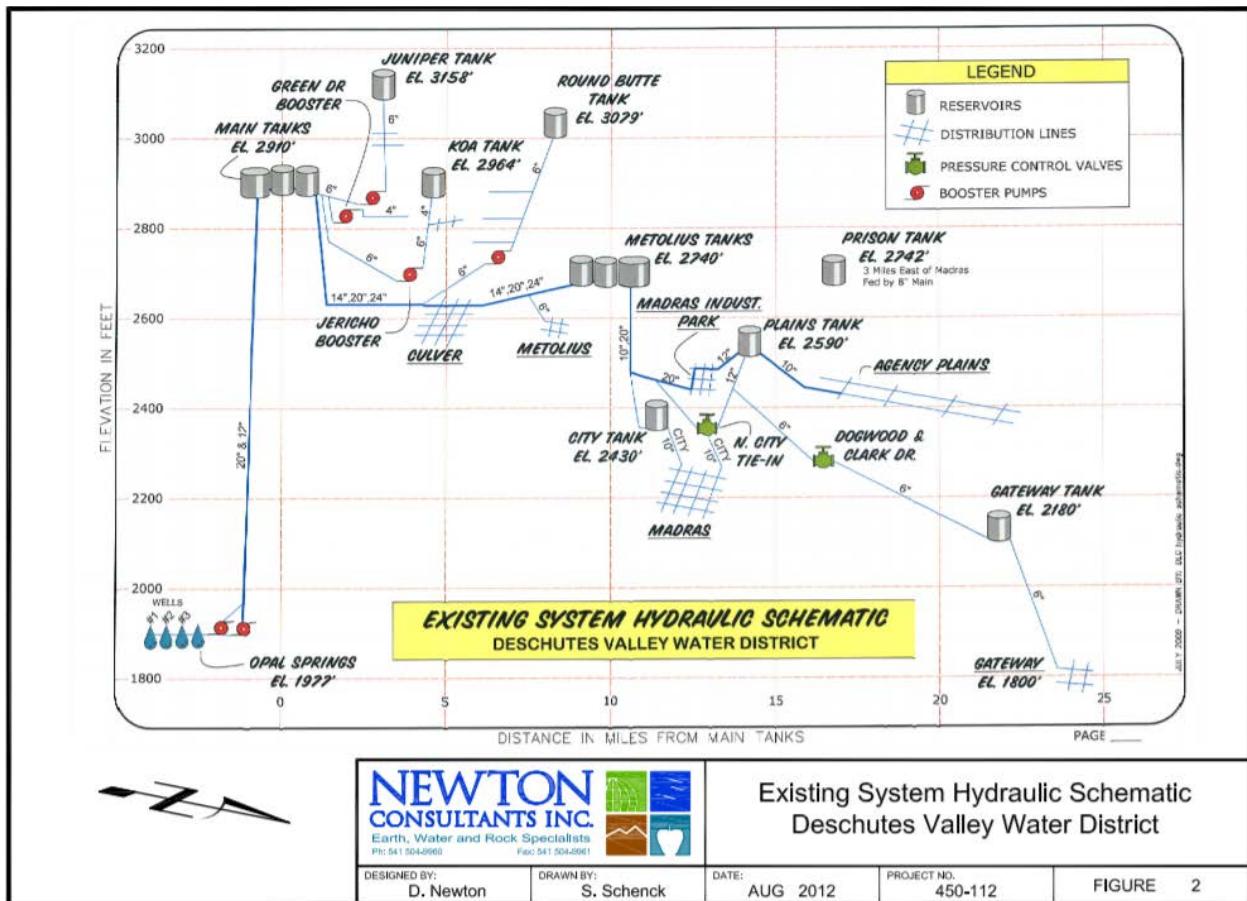 3200
3000
2800
2600
2400
2200
2000
1800
ELEVATION IN FEET
0
5
10
15
20
25
DISTANCE IN MILES FROM MAIN TANKS
PAGE
JUNIPER TANK
EL. 3158'
GREEN DR
BOOSTER
MAIN TANKS
EL. 2910'
KOA TANK
EL. 2964'
ROUND BUTTE
TANK
EL. 3079'
6"
6"
4"
4"
6"
6"
6"
6"
METOLIUS TANKS
EL. 2740'
PRISON TANK
EL. 2742'
3 Miles East of Madras
Fed by 8" Main
14",20",24"
14",20",24"
JERICHO
BOOSTER
CULVER
6"
METOLIUS
10",20"
MADRAS INDUST.
PARK
PLAINS TANK
EL. 2590'
12"
20"
12"
10"
AGENCY PLAINS
CITY TANK
EL. 2430'
CITY
10"
CITY
10"
N. CITY
TIE-IN
MADRAS
6"
DOGWOOD &
CLARK DR.
6"
GATEWAY TANK
EL. 2180'
6"
GATEWAY
EL. 1800'
20" & 12"
WELLS
#1
#2
#3
OPAL SPRINGS
EL. 1977'
LEGEND
RESERVOIRS
DISTRIBUTION LINES
PRESSURE CONTROL VALVES
BOOSTER PUMPS
EXISTING SYSTEM HYDRAULIC SCHEMATIC
DESCHUTES VALLEY WATER DISTRICT
NEWTON
CONSULTANTS INC.
Earth, Water and Rock Specialists
Ph: 541 504-9960 Fax: 541 504-9961
Existing System Hydraulic Schematic
Deschutes Valley Water District
DESIGNED BY:
D. Newton
DRAWN BY:
S. Schenck
DATE:
AUG 2012
PROJECT NO.
450-112
FIGURE 2